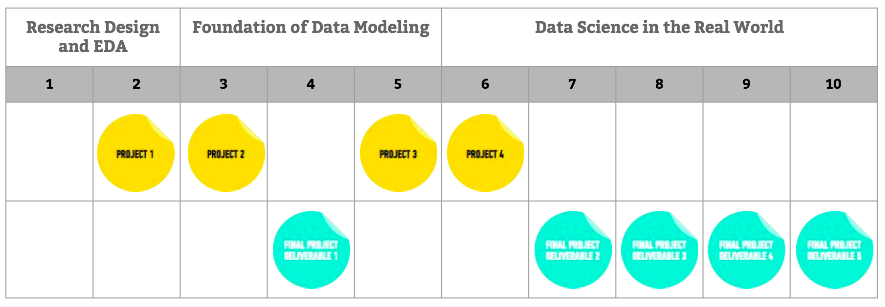 Research Design
and EDA
Foundation of Data Modeling
Data Science in the Real World
1
2
3
4
5
6
7
8
9
10
PROJECT 1
PROJECT 2
PROJECT 3
PROJECT 4
FINAL PROJECT
DELIVERABLE 1
FINAL PROJECT
DELIVERABLE 2
FINAL PROJECT
DELIVERABLE 3
FINAL PROJECT
DELIVERABLE 4
FINAL PROJECT
DELIVERABLE 5